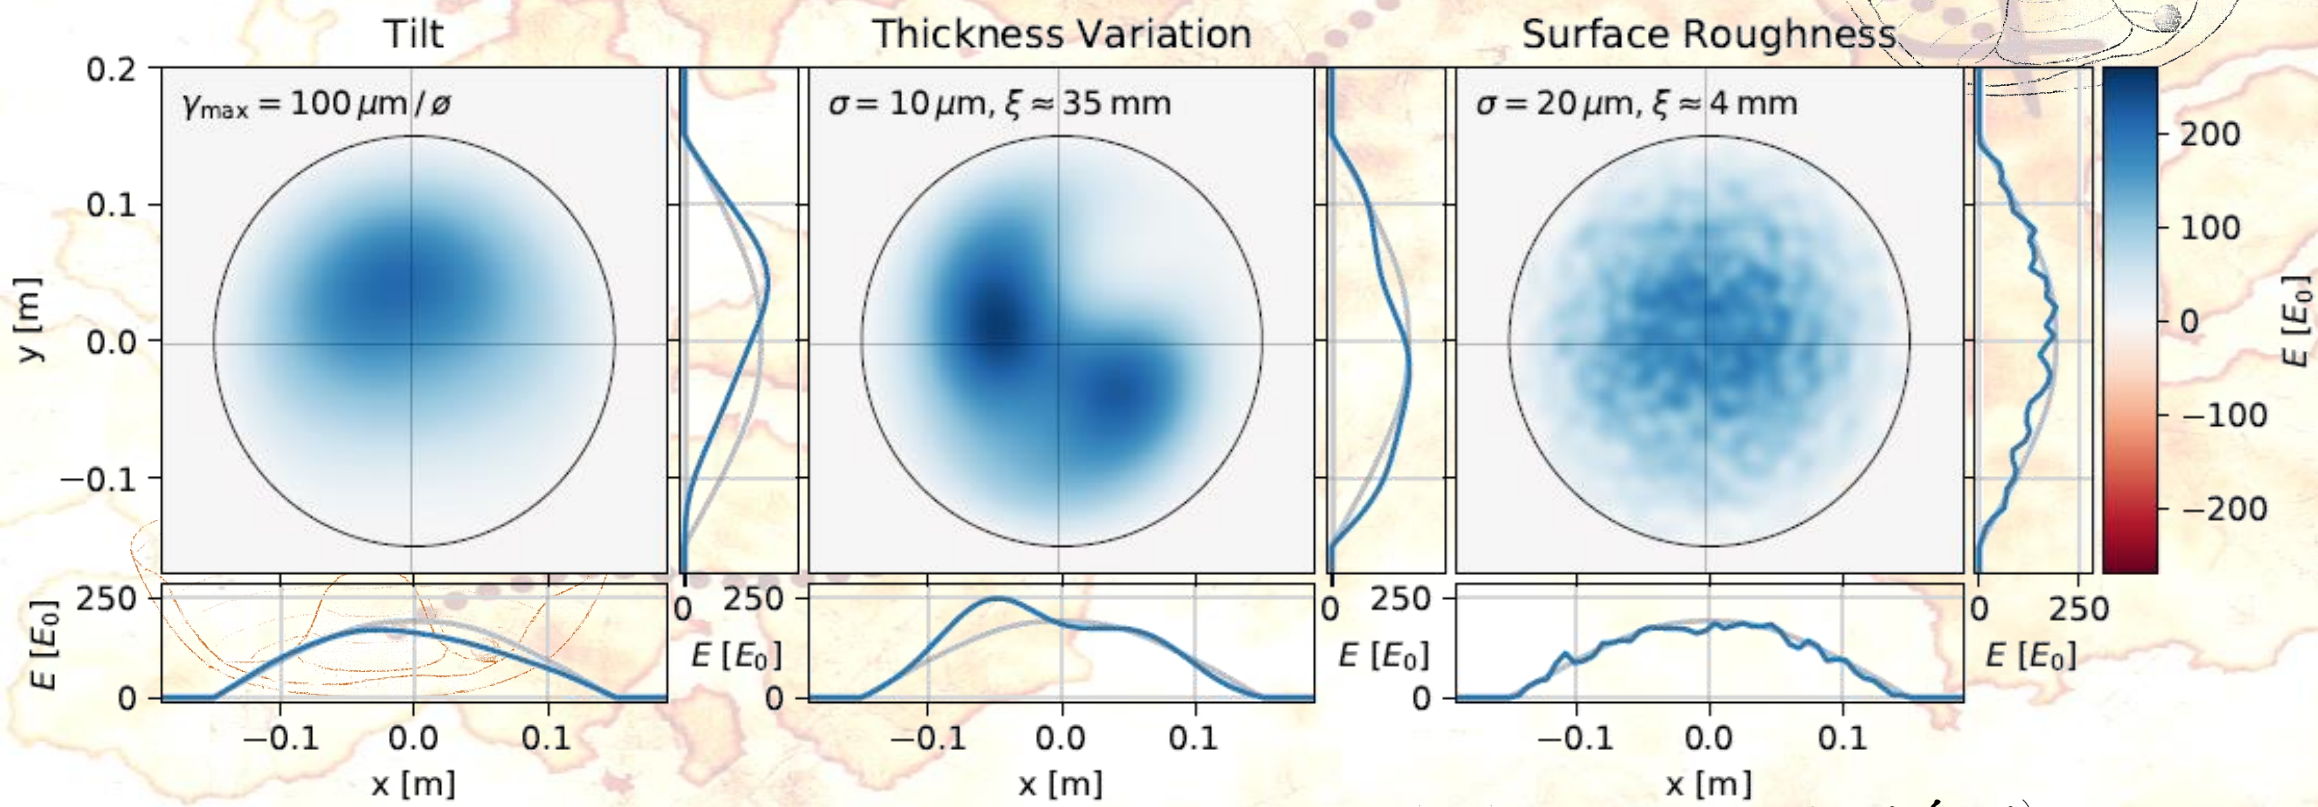 Tilt
Thickness Variation
Surface Roughness
γmax = 100 μm / ø
σ = 10 μm, ξ ≈ 35 mm
σ = 20 μm, ξ ≈ 4 mm
0.2
0.1
0.0
−0.1
y [m]
200
100
0
−100
−200
E [E0]
250
0
E [E0]
0
E [E0]
250
0
0
E [E0]
250
0
0
250
E [E0]
−0.1
0.0
0.1
−0.1
0.0
0.1
−0.1
0.0
0.1
x [m]
x [m]
x [m]